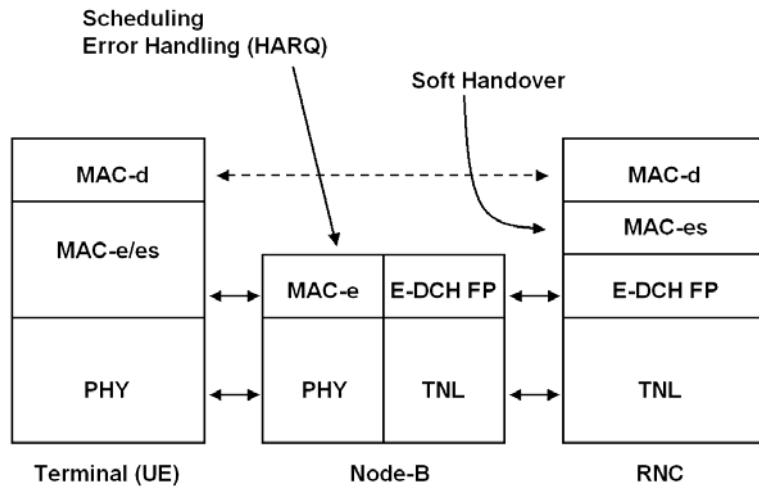 Scheduling
Error Handling (HARQ)
Soft Handover
MAC-d
MAC-d
MAC-es
MAC-e/es
MAC-e
E-DCH FP
E-DCH FP
PHY
PHY
TNL
TNL
Terminal (UE)
Node-B
RNC